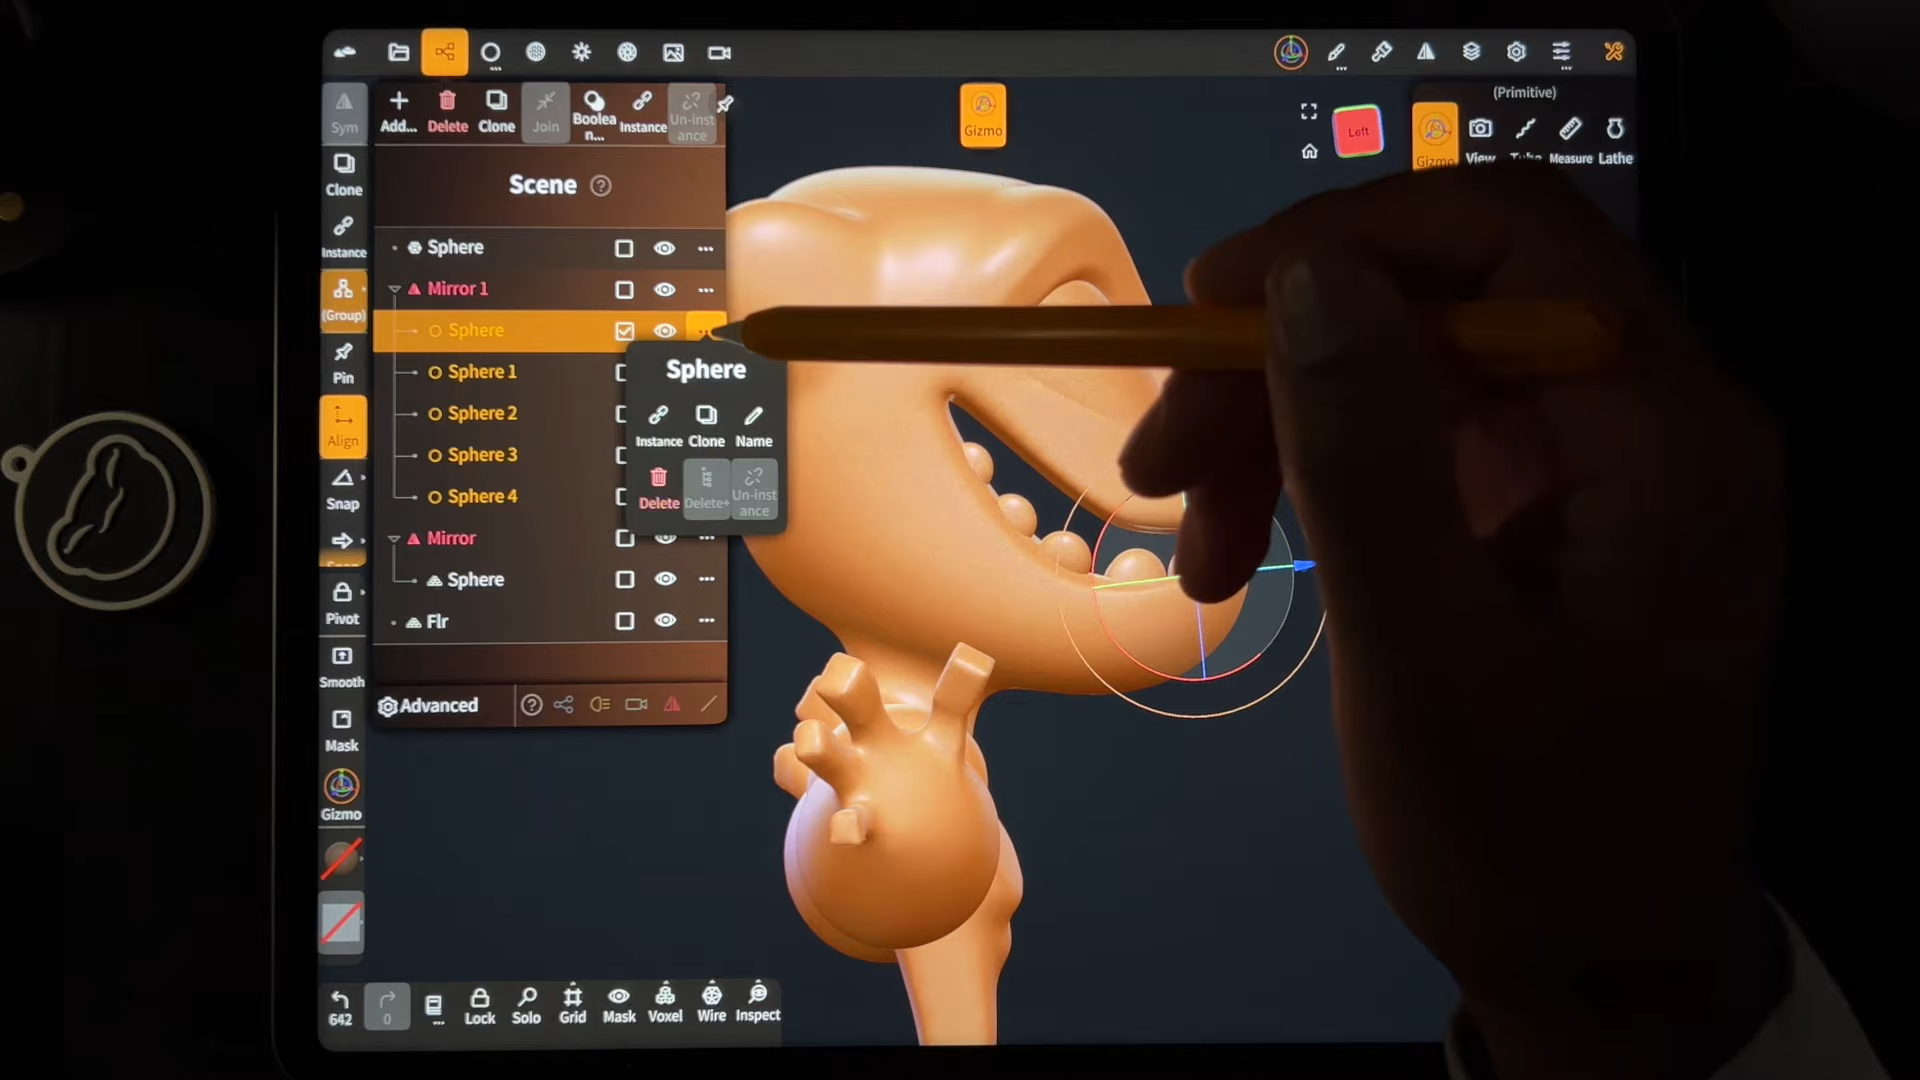 (Primitive)
Gizmo
Left
Gizmo
View
Tube
Measure
Lathe
Sym
Clone
Instance
(Group)
Pin
Align
Snap
Pivot
Smooth
Mask
Gizmo
Add...
Delete
Clone
Join
Boolea
n...
Instance
Un-inst
ance
Scene ?
Sphere
Mirror 1
Sphere
Sphere 1
Sphere 2
Sphere 3
Sphere 4
Mirror
Sphere
Flr
Advanced ?
Sphere
Instance Clone Name
Delete Delete+ Un-inst
ance
642
0
Lock
Solo
Grid
Mask
Voxel
Wire
Inspect